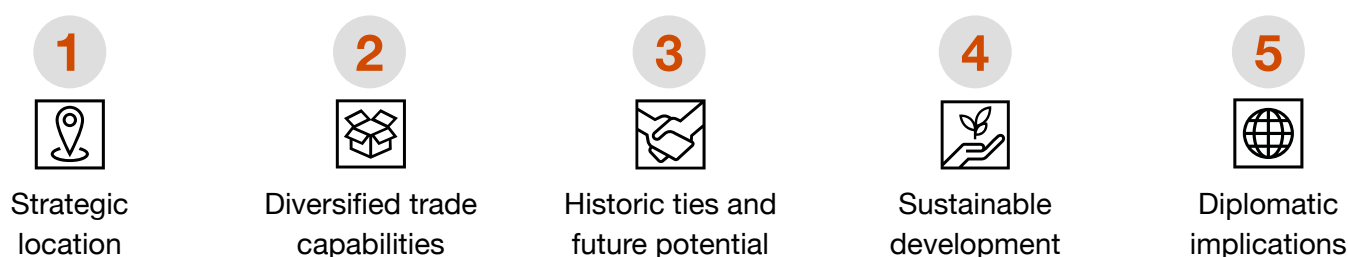 1
2
3
4
5
Strategic
location
Diversified trade
capabilities
Historic ties and
future potential
Sustainable
development
Diplomatic
implications